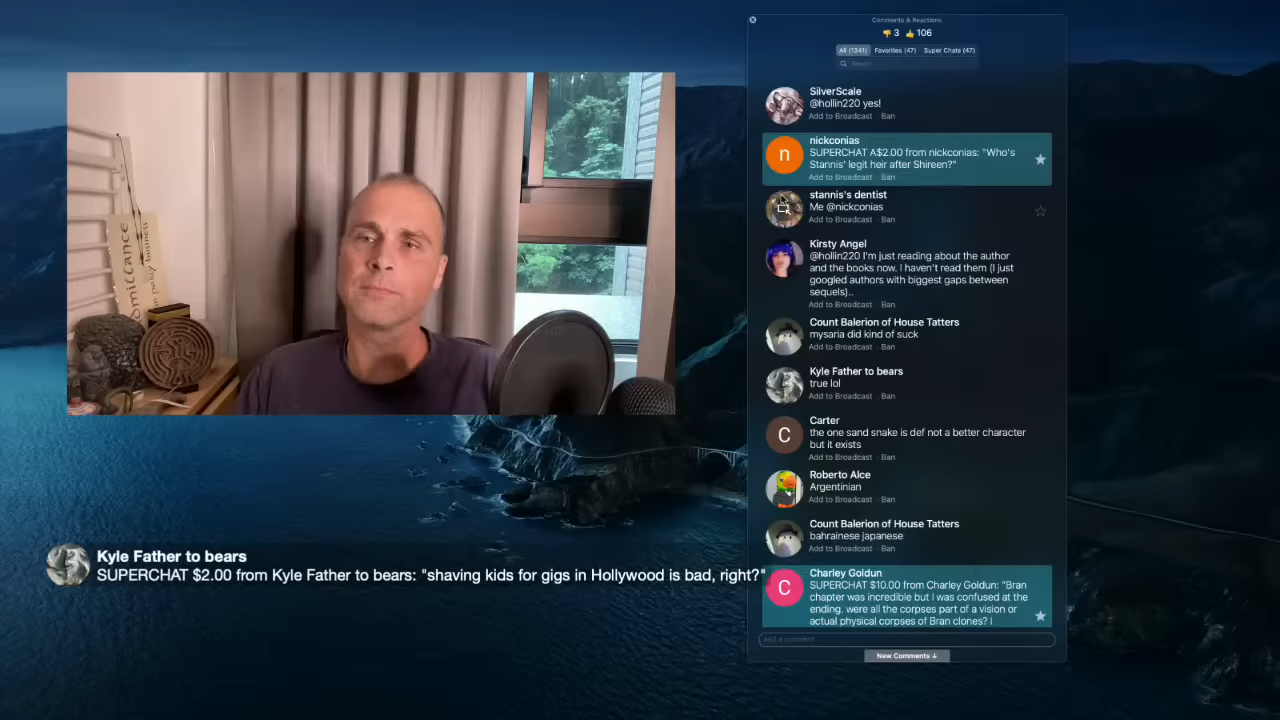 Comments & Reactions
👎 3 👍 106
All (1341) Favorites (47) Super Chats (47)
Search
SilverScale
@hollin220 yes!
Add to Broadcast · Ban
nickconias
SUPERCHAT A$2.00 from nickconias: "Who's
Stannis' legit heir after Shireen?"
Add to Broadcast · Ban
stannis's dentist
Me @nickconias
Add to Broadcast · Ban
Kirsty Angel
@hollin220 I'm just reading about the author
and the books now. I haven't read them (I just
googled authors with biggest gaps between
sequels)..
Add to Broadcast · Ban
Count Balerion of House Tatters
mysaria did kind of suck
Add to Broadcast · Ban
Kyle Father to bears
true lol
Add to Broadcast · Ban
Carter
the one sand snake is def not a better character
but it exists
Add to Broadcast · Ban
Roberto Alce
Argentinian
Add to Broadcast · Ban
Count Balerion of House Tatters
bahrainese japanese
Add to Broadcast · Ban
Charley Goldun
SUPERCHAT $10.00 from Charley Goldun: "Bran
chapter was incredible but I was confused at the
ending. were all the corpses part of a vision or
actual physical corpses of Bran clones? I
Add a comment
New Comments ↓
n
C
C
omittance
policy business
Kyle Father to bears
SUPERCHAT $2.00 from Kyle Father to bears: "shaving kids for gigs in Hollywood is bad, right?"